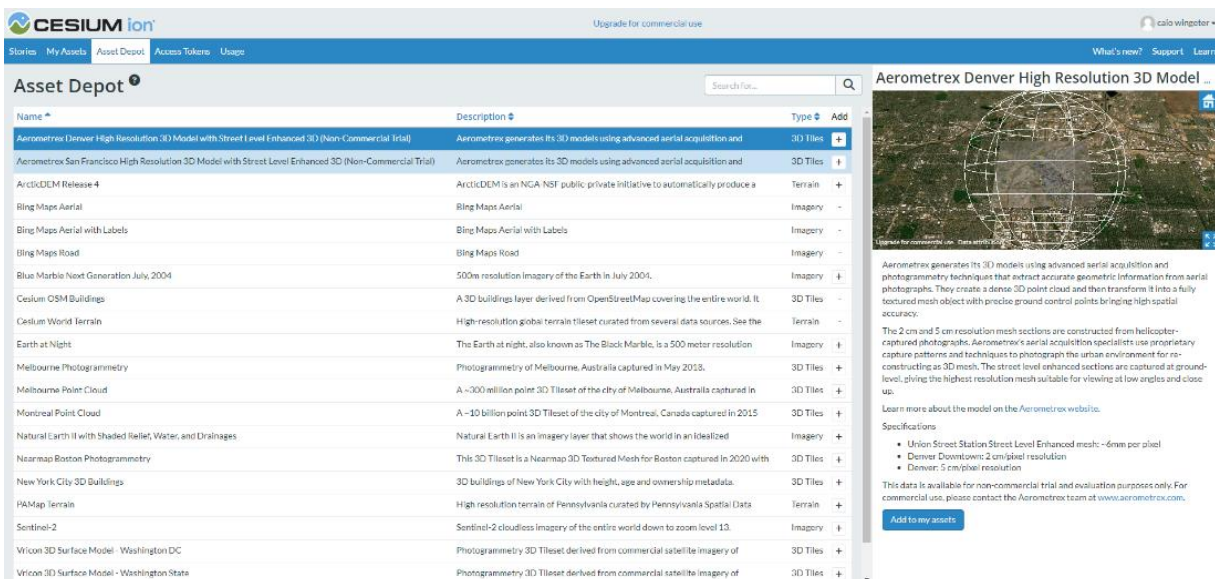 CESIUM ion
Upgrade for commercial use
caio wingeter
Stories My Assets Asset Depot Access Tokens Usage
What's new? Support Learn
Asset Depot ?
Search for...
Name Description Type Add
Aerometrex Denver High Resolution 3D Model with Street Level Enhanced 3D (Non-Commercial Trial) Aerometrex generates its 3D models using advanced aerial acquisition and 3D Tiles +
Aerometrex San Francisco High Resolution 3D Model with Street Level Enhanced 3D (Non-Commercial Trial) Aerometrex generates its 3D models using advanced aerial acquisition and 3D Tiles +
ArcticDEM Release 4 ArcticDEM is an NGA-NSF public-private initiative to automatically produce a Terrain +
Bing Maps Aerial Bing Maps Aerial Imagery -
Bing Maps Aerial with Labels Bing Maps Aerial with Labels Imagery -
Bing Maps Road Bing Maps Road Imagery -
Blue Marble Next Generation July, 2004 500m resolution imagery of the Earth in July 2004. Imagery +
Cesium OSM Buildings A 3D buildings layer derived from OpenStreetMap covering the entire world. It 3D Tiles -
Cesium World Terrain High-resolution global terrain tileset curated from several data sources. See the Terrain -
Earth at Night The Earth at night, also known as The Black Marble, is a 500 meter resolution Imagery +
Melbourne Photogrammetry Photogrammetry of Melbourne, Australia captured in May 2018. 3D Tiles +
Melbourne Point Cloud A ~300 million point 3D Tileset of the city of Melbourne, Australia captured in 3D Tiles +
Montreal Point Cloud A ~10 billion point 3D Tileset of the city of Montreal, Canada captured in 2015 3D Tiles +
Natural Earth II with Shaded Relief, Water, and Drainages Natural Earth II is an imagery layer that shows the world in an idealized Imagery +
Nearmap Boston Photogrammetry This 3D Tileset is a Nearmap 3D Textured Mesh for Boston captured in 2020 with 3D Tiles +
New York City 3D Buildings 3D buildings of New York City with height, age and ownership metadata. 3D Tiles +
PAMap Terrain High resolution terrain of Pennsylvania curated by Pennsylvania Spatial Data Terrain +
Sentinel-2 Sentinel-2 cloudless imagery of the entire world down to zoom level 13. Imagery +
Vricon 3D Surface Model - Washington DC Photogrammetry 3D Tileset derived from commercial satellite imagery of 3D Tiles +
Vricon 3D Surface Model - Washington State Photogrammetry 3D Tileset derived from commercial satellite imagery of 3D Tiles +
Aerometrex Denver High Resolution 3D Model ...
Upgrade for commercial use. Data attribution
Aerometrex generates its 3D models using advanced aerial acquisition and
photogrammetry techniques that extract accurate geometric information from aerial
photographs. They create a dense 3D point cloud and then transform it into a fully
textured mesh object with precise ground control points bringing high spatial
accuracy.
The 2 cm and 5 cm resolution mesh sections are constructed from helicopter-
captured photographs. Aerometrex's aerial acquisition specialists use proprietary
capture patterns and techniques to photograph the urban environment for re-
constructing as 3D mesh. The street level enhanced sections are captured at ground-
level, giving the highest resolution mesh suitable for viewing at low angles and close
up.
Learn more about the model on the Aerometrex website.
Specifications
• Union Street Station Street Level Enhanced mesh: ~6mm per pixel
• Denver Downtown: 2 cm/pixel resolution
• Denver: 5 cm/pixel resolution
This data is available for non-commercial trial and evaluation purposes only. For
commercial use, please contact the Aerometrex team at www.aerometrex.com.
Add to my assets